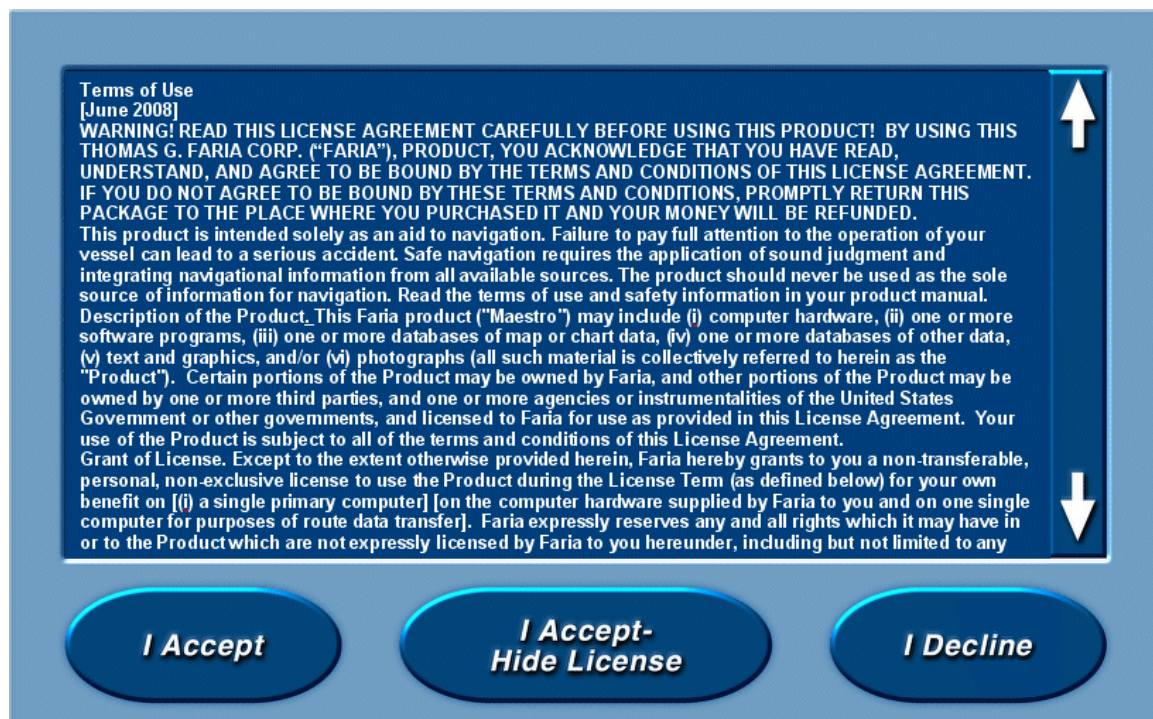 Terms of Use
[June 2008]
WARNING! READ THIS LICENSE AGREEMENT CAREFULLY BEFORE USING THIS PRODUCT!  BY USING THIS
THOMAS G. FARIA CORP. (“FARIA”), PRODUCT, YOU ACKNOWLEDGE THAT YOU HAVE READ,
UNDERSTAND, AND AGREE TO BE BOUND BY THE TERMS AND CONDITIONS OF THIS LICENSE AGREEMENT.
IF YOU DO NOT AGREE TO BE BOUND BY THESE TERMS AND CONDITIONS, PROMPTLY RETURN THIS
PACKAGE TO THE PLACE WHERE YOU PURCHASED IT AND YOUR MONEY WILL BE REFUNDED.
This product is intended solely as an aid to navigation. Failure to pay full attention to the operation of your
vessel can lead to a serious accident. Safe navigation requires the application of sound judgment and
integrating navigational information from all available sources. The product should never be used as the sole
source of information for navigation. Read the terms of use and safety information in your product manual.
Description of the Product_This Faria product ("Maestro") may include (i) computer hardware, (ii) one or more
software programs, (iii) one or more databases of map or chart data, (iv) one or more databases of other data,
(v) text and graphics, and/or (vi) photographs (all such material is collectively referred to herein as the
"Product").  Certain portions of the Product may be owned by Faria, and other portions of the Product may be
owned by one or more third parties, and one or more agencies or instrumentalities of the United States
Government or other governments, and licensed to Faria for use as provided in this License Agreement.  Your
use of the Product is subject to all of the terms and conditions of this License Agreement.
Grant of License. Except to the extent otherwise provided herein, Faria hereby grants to you a non-transferable,
personal, non-exclusive license to use the Product during the License Term (as defined below) for your own
benefit on [(i) a single primary computer] [on the computer hardware supplied by Faria to you and on one single
computer for purposes of route data transfer].  Faria expressly reserves any and all rights which it may have in
or to the Product which are not expressly licensed by Faria to you hereunder, including but not limited to any
I Accept
I Accept-
Hide License
I Decline